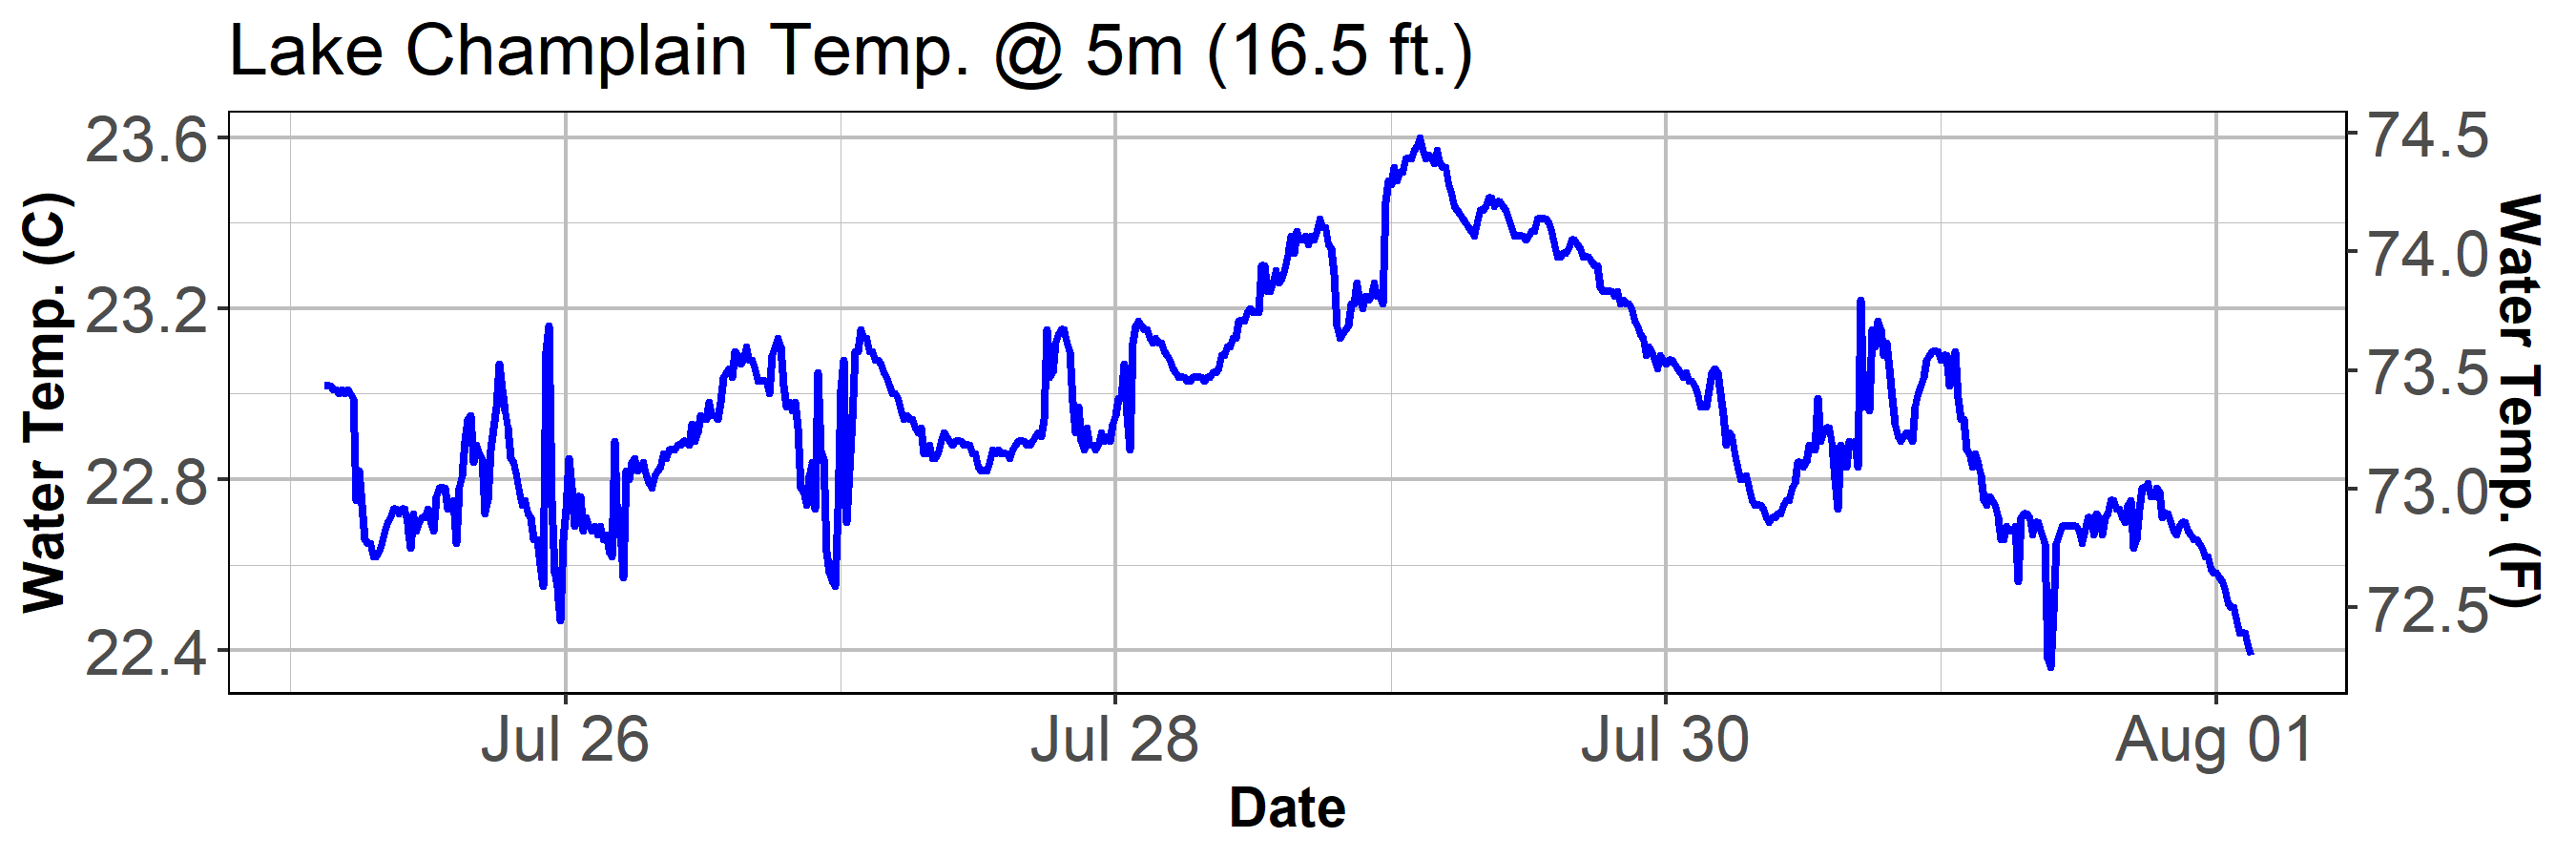 Lake Champlain Temp. @ 5m (16.5 ft.)
Water Temp. (C)
23.6
23.2
22.8
22.4
74.5
74.0
73.5
73.0
72.5
Water Temp. (F)
Jul 26
Jul 28
Jul 30
Aug 01
Date